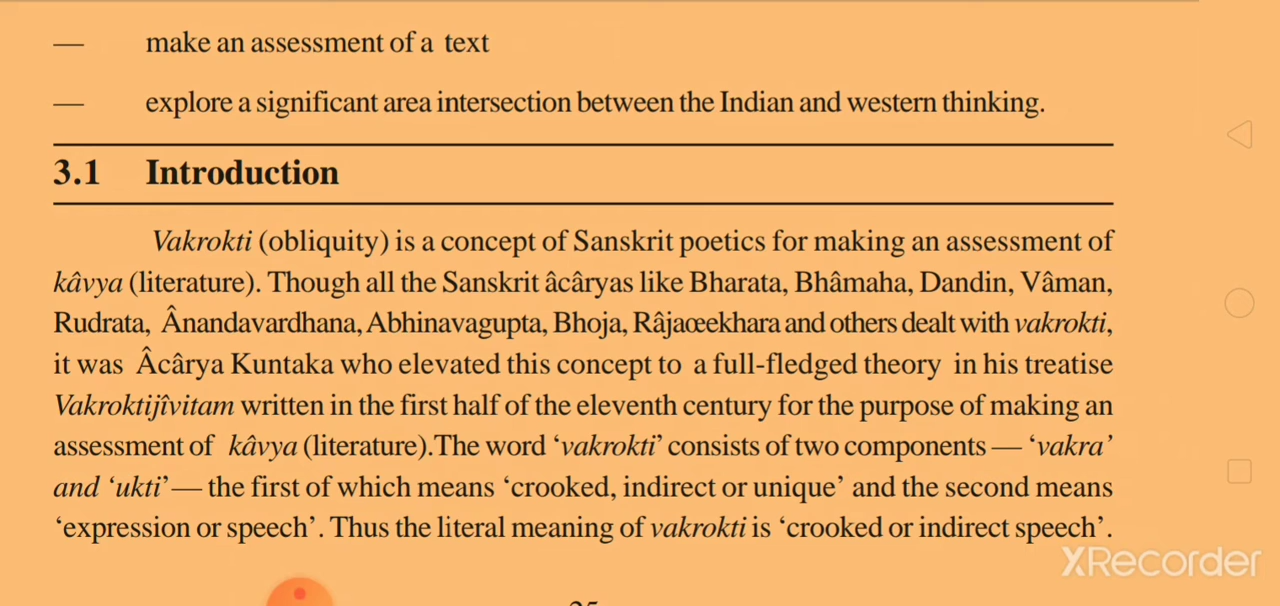 — make an assessment of a text
— explore a significant area intersection between the Indian and western thinking.
3.1 Introduction
Vakrokti (obliquity) is a concept of Sanskrit poetics for making an assessment of
kâvya (literature). Though all the Sanskrit âcâryas like Bharata, Bhâmaha, Dandin, Vâman,
Rudrata, Ânandavardhana, Abhinavagupta, Bhoja, Râjaœekhara and others dealt with vakrokti,
it was Âcârya Kuntaka who elevated this concept to a full-fledged theory in his treatise
Vakroktijîvitam written in the first half of the eleventh century for the purpose of making an
assessment of kâvya (literature).The word ‘vakrokti’ consists of two components — ‘vakra’
and ‘ukti’ — the first of which means ‘crooked, indirect or unique’ and the second means
‘expression or speech’. Thus the literal meaning of vakrokti is ‘crooked or indirect speech’.
XRecorder